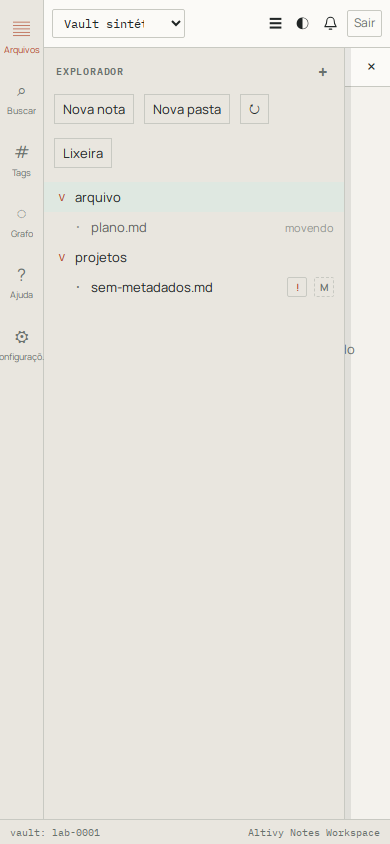 Vault sintét
Sair
Arquivos
Buscar
#
Tags
Grafo
?
Ajuda
onfiguraçõ
EXPLORADOR
+
×
Nova nota
Nova pasta
↻
Lixeira
v arquivo
· plano.md movendo
v projetos
· sem-metadados.md ! M
lo
vault: lab-0001
Altivy Notes Workspace